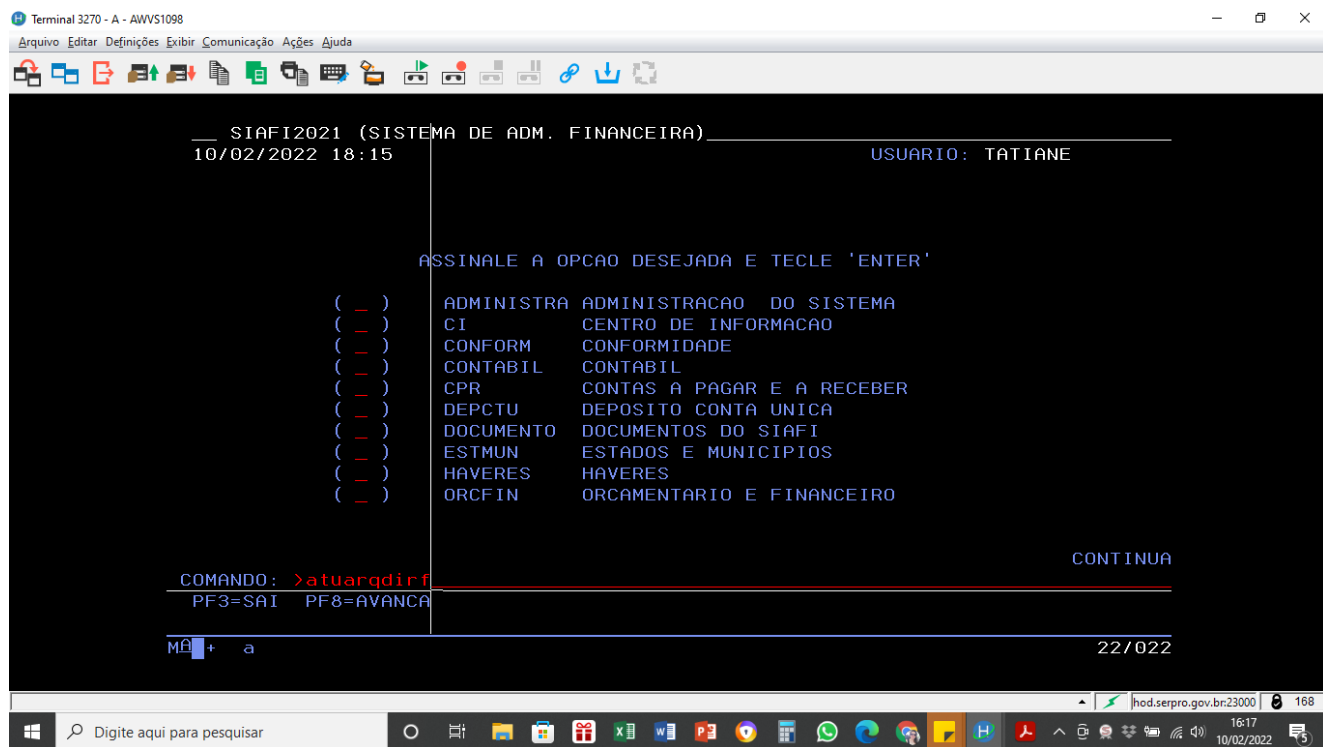 Terminal 3270 - A - AWVS1098
Arquivo Editar Definições Exibir Comunicação Ações Ajuda
__ SIAFI2021 (SISTEMA DE ADM. FINANCEIRA)
10/02/2022 18:15 USUARIO: TATIANE
ASSINALE A OPCAO DESEJADA E TECLE 'ENTER'
( _ ) ADMINISTRA ADMINISTRACAO DO SISTEMA
( _ ) CI CENTRO DE INFORMACAO
( _ ) CONFORM CONFORMIDADE
( _ ) CONTABIL CONTABIL
( _ ) CPR CONTAS A PAGAR E A RECEBER
( _ ) DEPCTU DEPOSITO CONTA UNICA
( _ ) DOCUMENTO DOCUMENTOS DO SIAFI
( _ ) ESTMUN ESTADOS E MUNICIPIOS
( _ ) HAVERES HAVERES
( _ ) ORCFIN ORCAMENTARIO E FINANCEIRO
CONTINUA
COMANDO: >atuarqdirf
PF3=SAI PF8=AVANCA
MA + a 22/022
hod.serpro.gov.br:23000 168
Digite aqui para pesquisar 16:17
10/02/2022